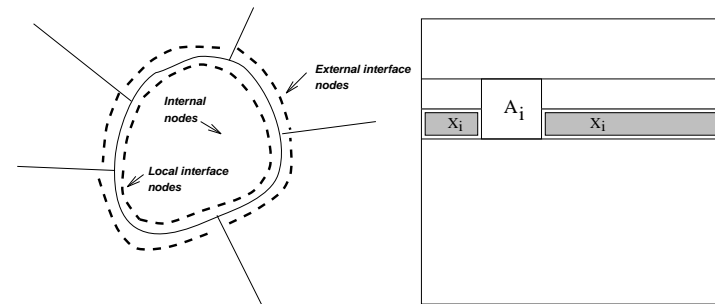 External interface
nodes
Internal
nodes
Local interface
nodes
A i
X i
X i